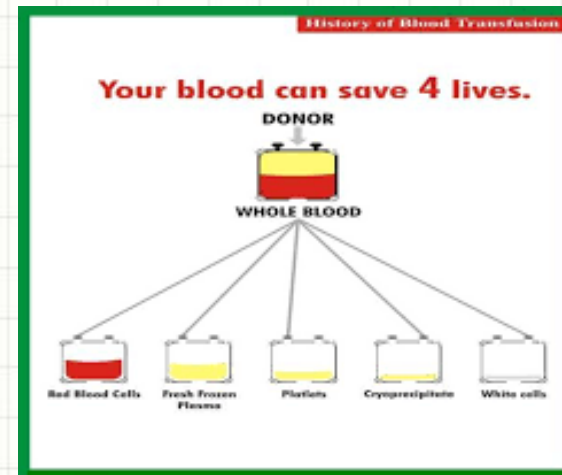 History of Blood Transfusion
Your blood can save 4 lives.
DONOR
WHOLE BLOOD
Red Blood Cells
Fresh Frozen
Plasma
Platlets
Cryoprecipitate
White cells